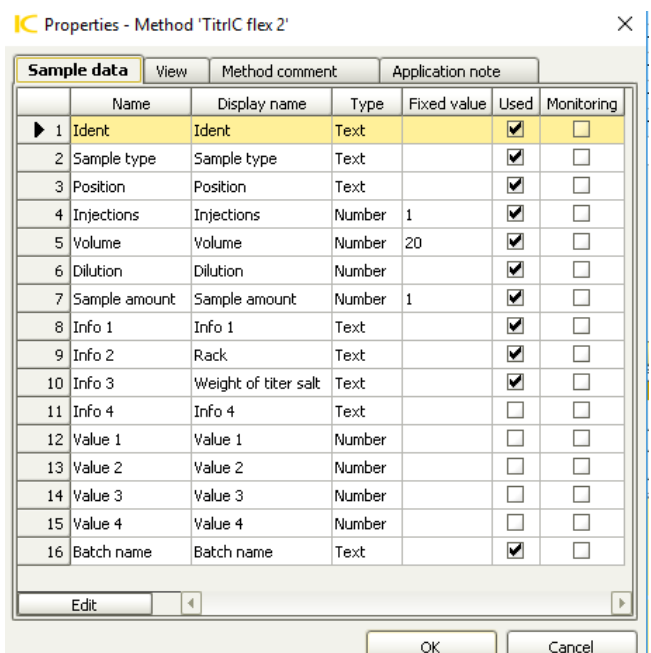 IC Properties - Method 'TitrIC flex 2'
Sample data View Method comment Application note
Name Display name Type Fixed value Used Monitoring
1 Ident Ident Text
2 Sample type Sample type Text
3 Position Position Text
4 Injections Injections Number 1
5 Volume Volume Number 20
6 Dilution Dilution Number
7 Sample amount Sample amount Number 1
8 Info 1 Info 1 Text
9 Info 2 Rack Text
10 Info 3 Weight of titer salt Text
11 Info 4 Info 4 Text
12 Value 1 Value 1 Number
13 Value 2 Value 2 Number
14 Value 3 Value 3 Number
15 Value 4 Value 4 Number
16 Batch name Batch name Text
Edit
OK Cancel